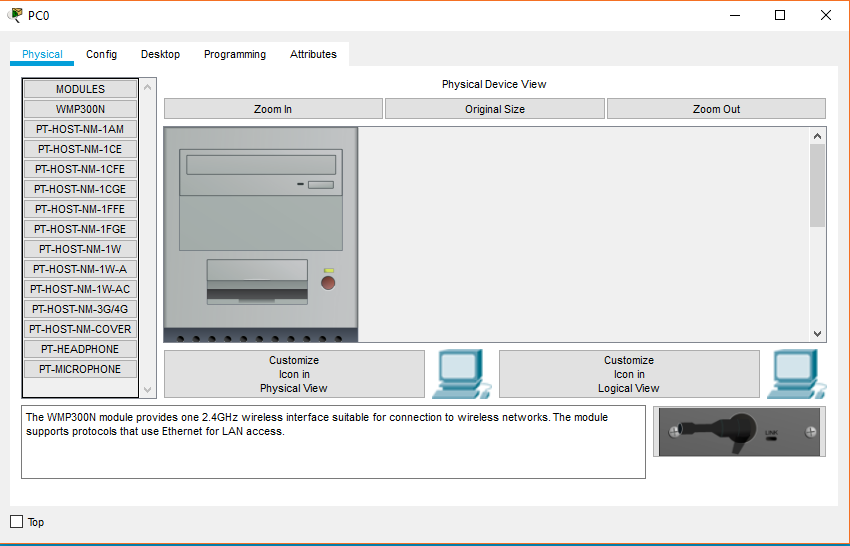 PC0
Physical Config Desktop Programming Attributes
MODULES
WMP300N
PT-HOST-NM-1AM
PT-HOST-NM-1CE
PT-HOST-NM-1CFE
PT-HOST-NM-1CGE
PT-HOST-NM-1FFE
PT-HOST-NM-1FGE
PT-HOST-NM-1W
PT-HOST-NM-1W-A
PT-HOST-NM-1W-AC
PT-HOST-NM-3G/4G
PT-HOST-NM-COVER
PT-HEADPHONE
PT-MICROPHONE
Physical Device View
Zoom In Original Size Zoom Out
Customize
Icon in
Physical View
Customize
Icon in
Logical View
The WMP300N module provides one 2.4GHz wireless interface suitable for connection to wireless networks. The module
supports protocols that use Ethernet for LAN access.
LINK
Top